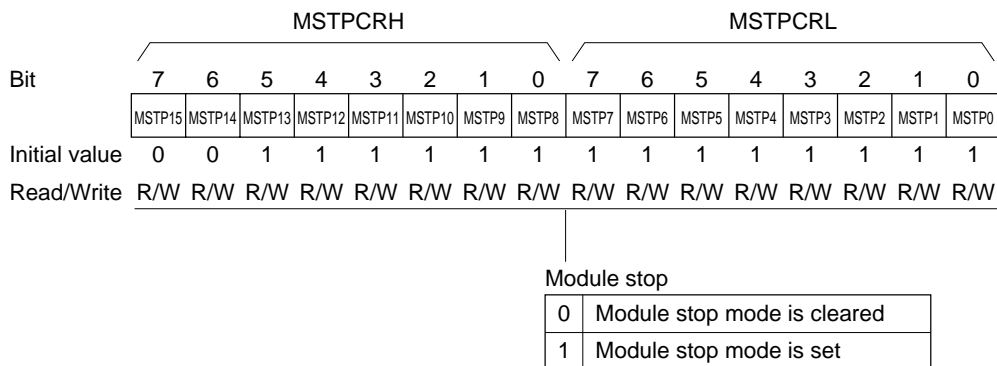 MSTPCRH MSTPCRL
Bit 7 6 5 4 3 2 1 0 7 6 5 4 3 2 1 0
MSTP15 MSTP14 MSTP13 MSTP12 MSTP11 MSTP10 MSTP9 MSTP8 MSTP7 MSTP6 MSTP5 MSTP4 MSTP3 MSTP2 MSTP1 MSTP0
Initial value 0 0 1 1 1 1 1 1 1 1 1 1 1 1 1 1
Read/Write R/W R/W R/W R/W R/W R/W R/W R/W R/W R/W R/W R/W R/W R/W R/W R/W
Module stop
0 Module stop mode is cleared
1 Module stop mode is set